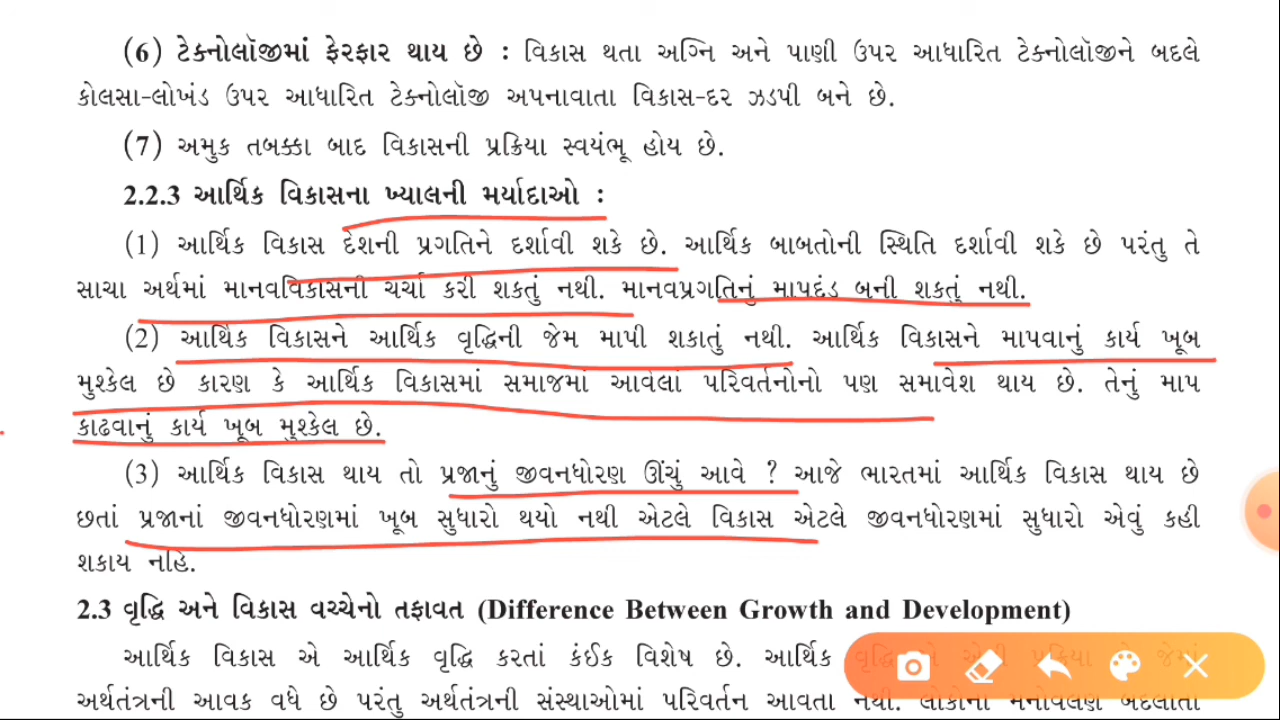 (6) ટેક્નોલૉજીમાં ફેરફાર થાય છે : વિકાસ થતા અગ્નિ અને પાણી ઉપર આધારિત ટેક્નોલૉજીને બદલે
કોલસા-લોખંડ ઉપર આધારિત ટેક્નોલૉજી અપનાવાતા વિકાસ-દર ઝડપી બને છે.
(7) અમુક તબક્કા બાદ વિકાસની પ્રક્રિયા સ્વયંભૂ હોય છે.
2.2.3 આર્થિક વિકાસના ખ્યાલની મર્યાદાઓ :
(1) આર્થિક વિકાસ દેશની પ્રગતિને દર્શાવી શકે છે. આર્થિક બાબતોની સ્થિતિ દર્શાવી શકે છે પરંતુ તે
સાચા અર્થમાં માનવવિકાસની ચર્ચા કરી શકતું નથી. માનવપ્રગતિનું માપદંડ બની શકતું નથી.
(2) આર્થિક વિકાસને આર્થિક વૃદ્ધિની જેમ માપી શકાતું નથી. આર્થિક વિકાસને માપવાનું કાર્ય ખૂબ
મુશ્કેલ છે કારણ કે આર્થિક વિકાસમાં સમાજમાં આવેલાં પરિવર્તનોનો પણ સમાવેશ થાય છે. તેનું માપ
કાઢવાનું કાર્ય ખૂબ મુશ્કેલ છે.
(3) આર્થિક વિકાસ થાય તો પ્રજાનું જીવનધોરણ ઊંચું આવે ? આજે ભારતમાં આર્થિક વિકાસ થાય છે
છતાં પ્રજાનાં જીવનધોરણમાં ખૂબ સુધારો થયો નથી એટલે વિકાસ એટલે જીવનધોરણમાં સુધારો એવું કહી
શકાય નહિ.
2.3 વૃદ્ધિ અને વિકાસ વચ્ચેનો તફાવત (Difference Between Growth and Development)
આર્થિક વિકાસ એ આર્થિક વૃદ્ધિ કરતાં કંઈક વિશેષ છે. આર્થિક
અર્થતંત્રની આવક વધે છે પરંતુ અર્થતંત્રની સંસ્થાઓમાં પરિવર્તન આવતા નથી. લોકોના મનોવલણ બદલાતા